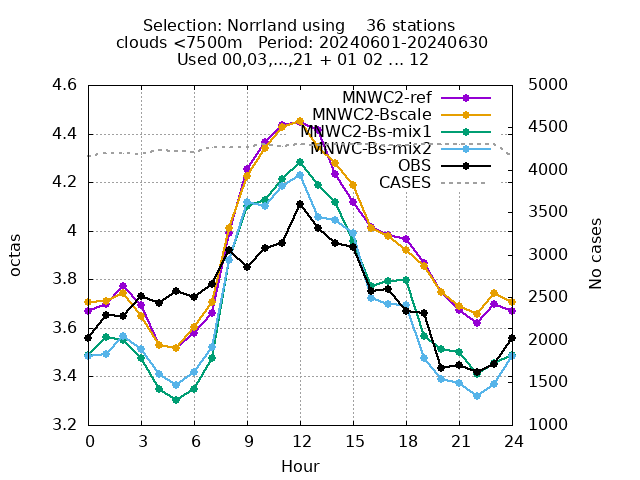 Selection: Norrland using    36 stations
clouds <7500m   Period: 20240601-20240630
Used 00,03,...,21 + 01 02 ... 12
MNWC2-ref
MNWC2-Bscale
MNWC2-Bs-mix1
MNWC-Bs-mix2
OBS
CASES
octas
4.6
4.4
4.2
4
3.8
3.6
3.4
3.2
No cases
5000
4500
4000
3500
3000
2500
2000
1500
1000
0 3 6 9 12 15 18 21 24
Hour